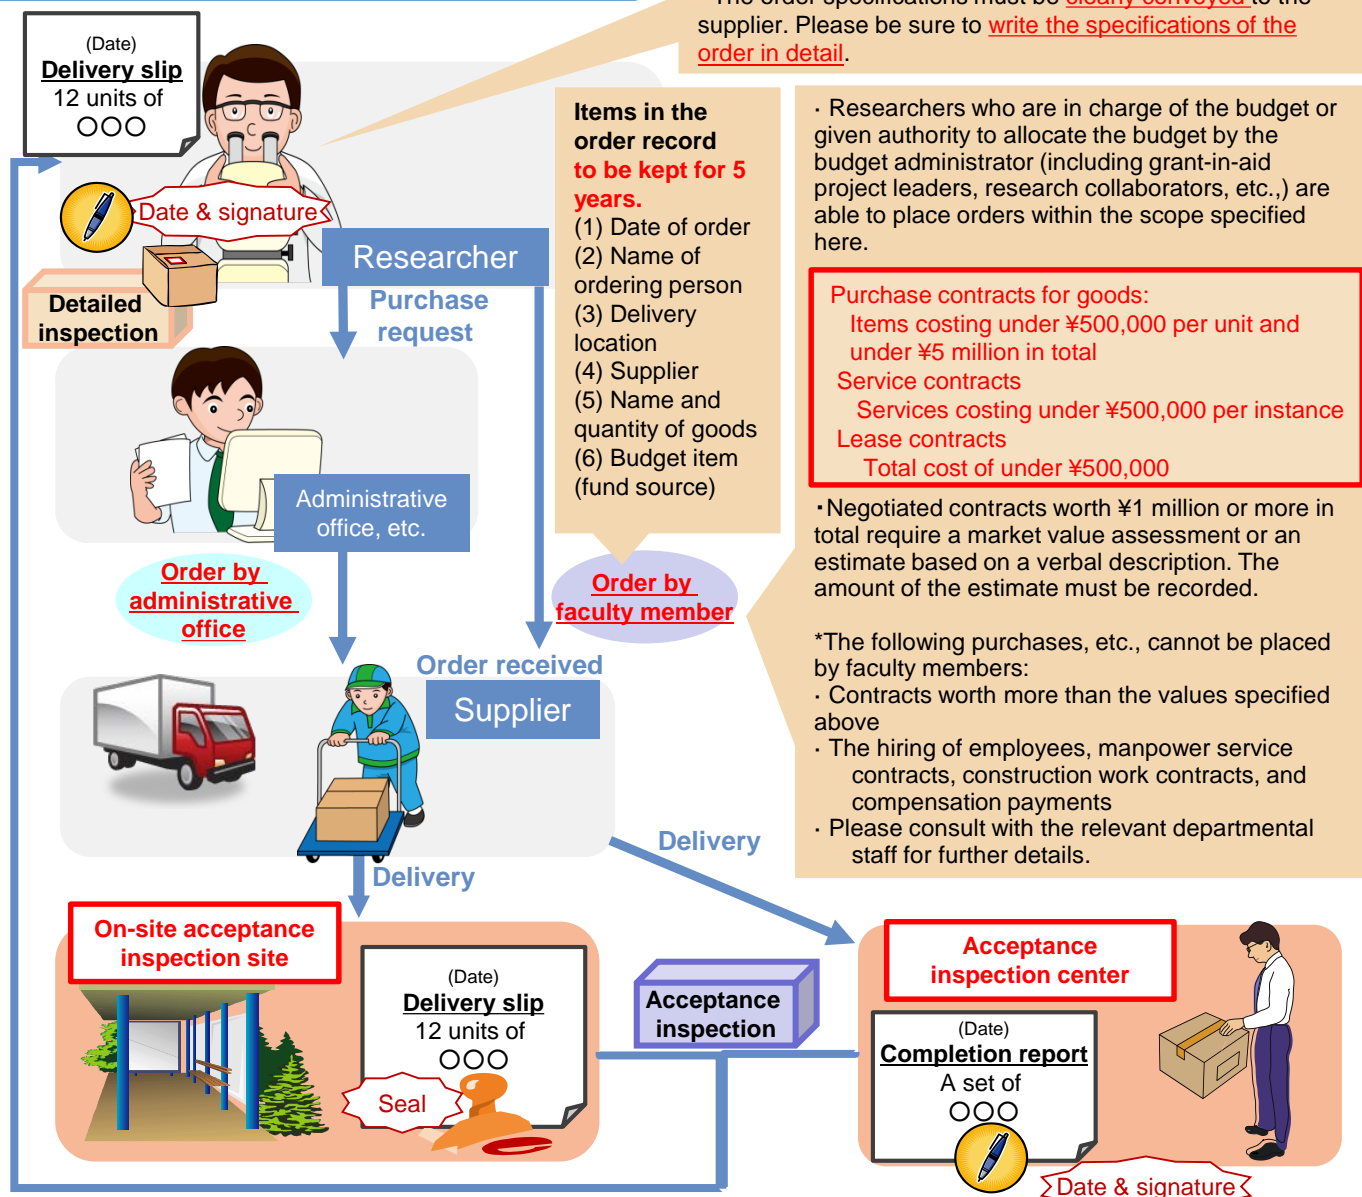 supplier. Please be sure to write the specifications of the
order in detail.
(Date)
Delivery slip
12 units of
○○○
Date & signature
Detailed
inspection
Researcher
Purchase
request
Items in the
order record
to be kept for 5
years.
(1) Date of order
(2) Name of
ordering person
(3) Delivery
location
(4) Supplier
(5) Name and
quantity of goods
(6) Budget item
(fund source)
· Researchers who are in charge of the budget or
given authority to allocate the budget by the
budget administrator (including grant-in-aid
project leaders, research collaborators, etc.,) are
able to place orders within the scope specified
here.
Purchase contracts for goods:
Items costing under ¥500,000 per unit and
under ¥5 million in total
Service contracts
Services costing under ¥500,000 per instance
Lease contracts
Total cost of under ¥500,000
・Negotiated contracts worth ¥1 million or more in
total require a market value assessment or an
estimate based on a verbal description. The
amount of the estimate must be recorded.
*The following purchases, etc., cannot be placed
by faculty members:
· Contracts worth more than the values specified
above
· The hiring of employees, manpower service
contracts, construction work contracts, and
compensation payments
· Please consult with the relevant departmental
staff for further details.
Administrative
office, etc.
Order by
administrative
office
Order by
faculty member
Order received
Supplier
Delivery
Delivery
On-site acceptance
inspection site
(Date)
Delivery slip
12 units of
○○○
Seal
Acceptance
inspection
Acceptance
inspection center
(Date)
Completion report
A set of
○○○
Date & signature